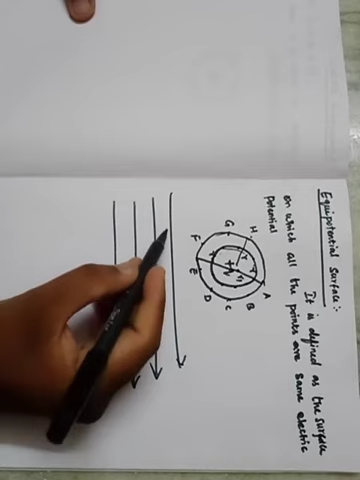 Equipotential Surface:-
It is defined as the surface
on which all the points are same electric
potential
A
B
C
D
E
F
G
H